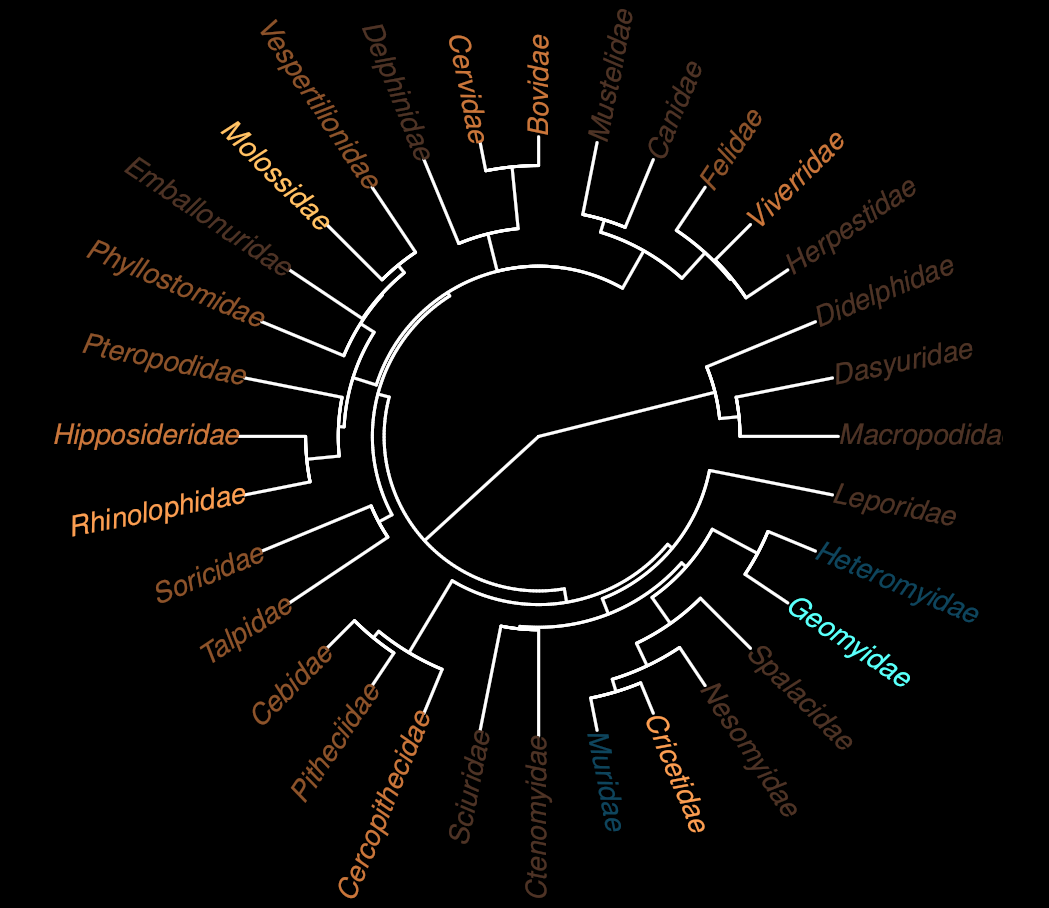 Mustelidae
Canidae
Felidae
Viverridae
Herpestidae
Didelphidae
Dasyuridae
Macropodida
Leporidae
Heteromyidae
Geomyidae
Spalacidae
Nesomyidae
Cricetidae
Muridae
Ctenomyidae
Sciuridae
Cercopithecidae
Pitheciidae
Cebidae
Talpidae
Soricidae
Rhinolophidae
Hipposideridae
Pteropodidae
Phyllostomidae
Emballonuridae
Molossidae
Vespertilionidae
Delphinidae
Cervidae
Bovidae